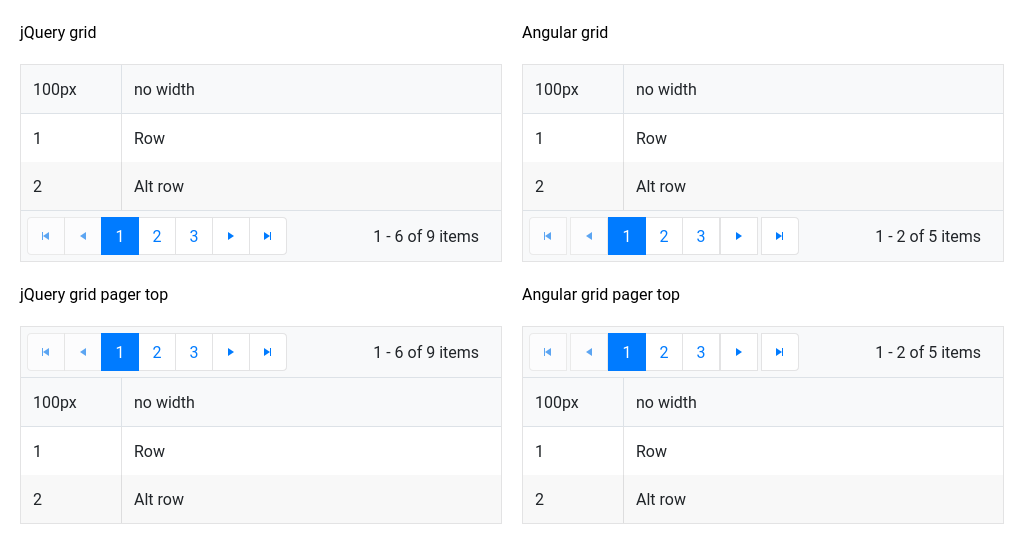 jQuery grid
100px no width
1 Row
2 Alt row
1 2 3 1 - 6 of 9 items
Angular grid
100px no width
1 Row
2 Alt row
1 2 3 1 - 2 of 5 items
jQuery grid pager top
1 2 3 1 - 6 of 9 items
100px no width
1 Row
2 Alt row
Angular grid pager top
1 2 3 1 - 2 of 5 items
100px no width
1 Row
2 Alt row